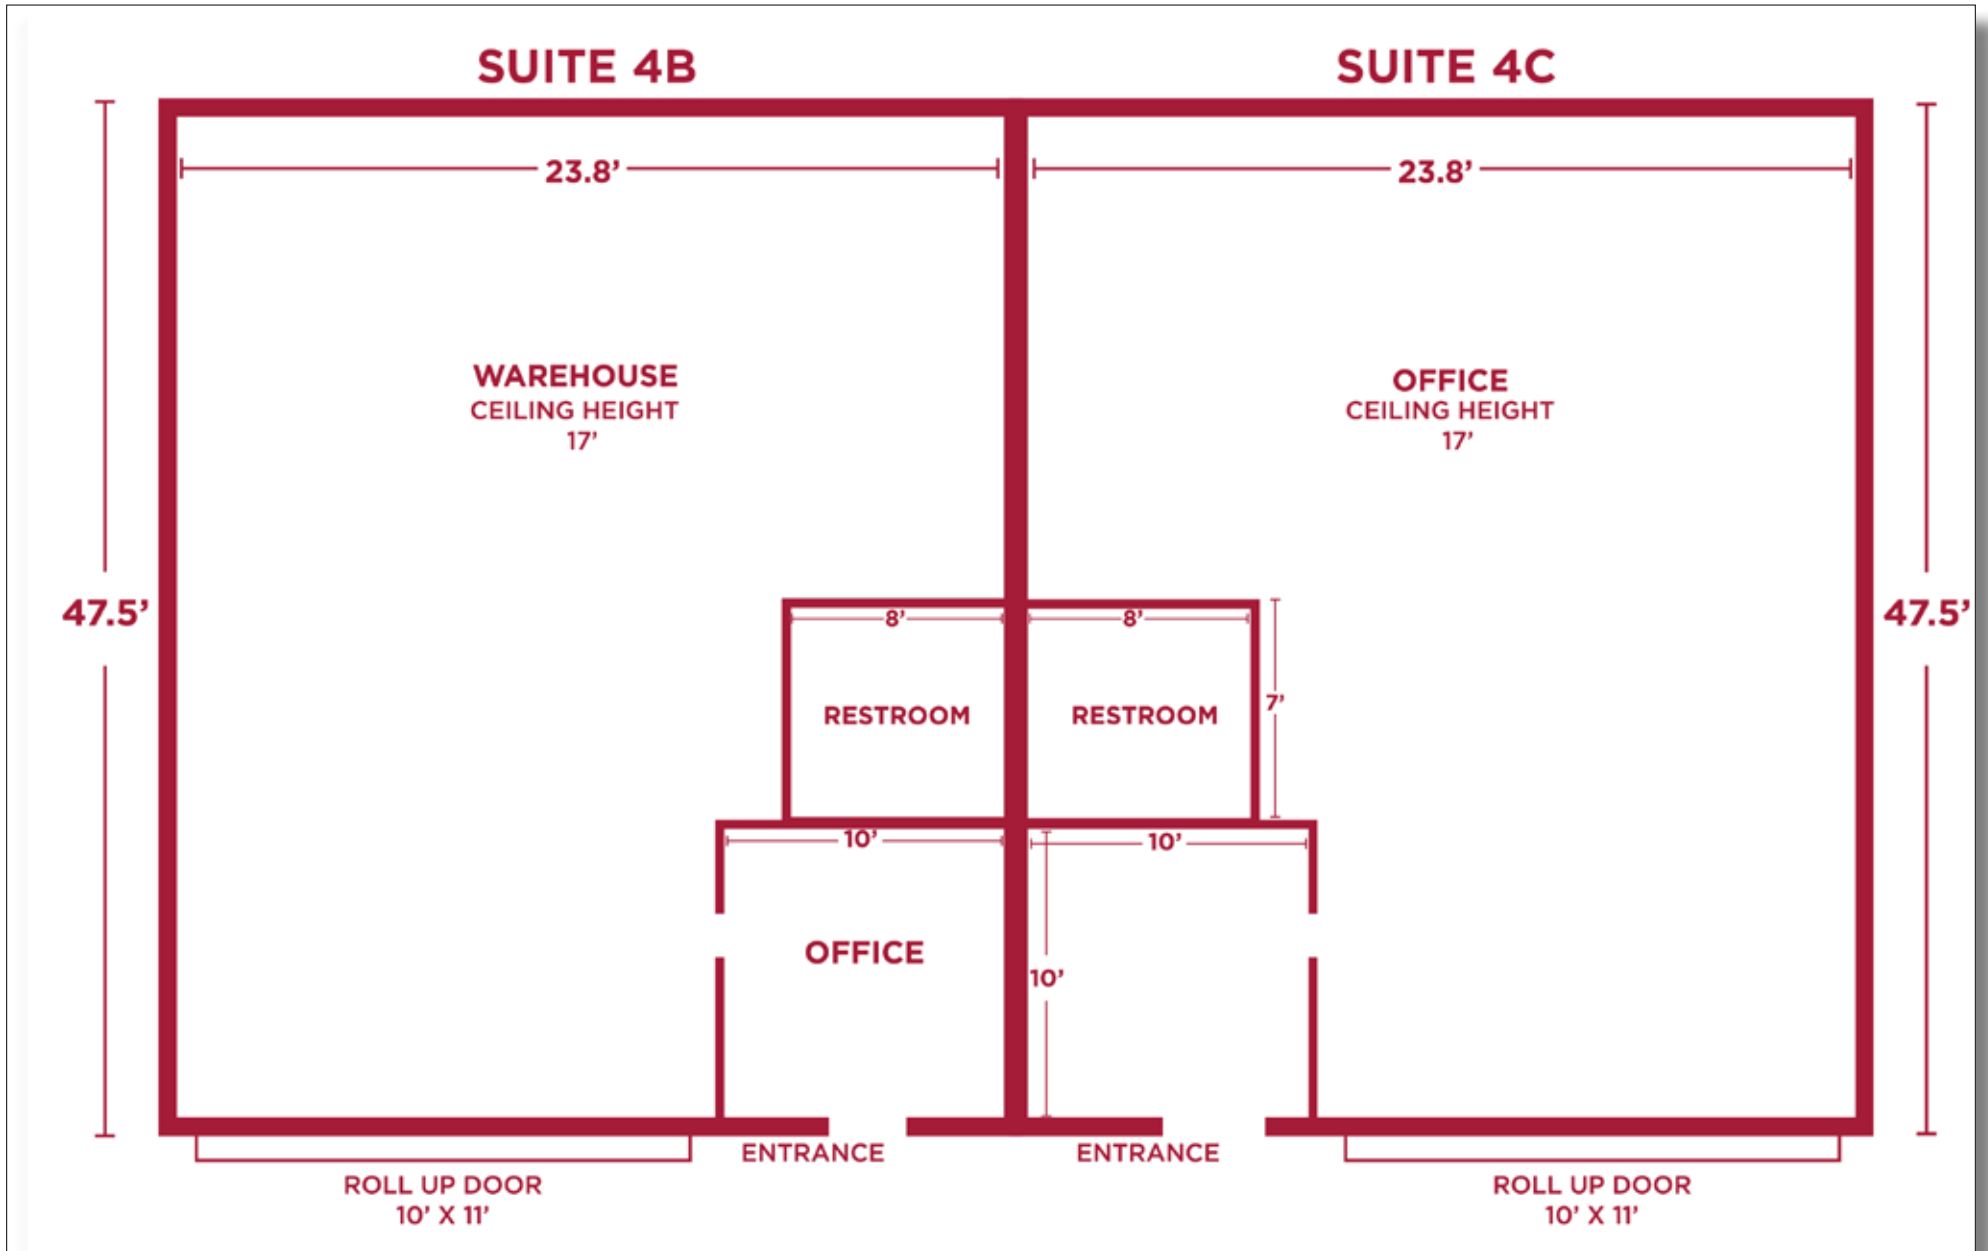 SUITE 4B
SUITE 4C
23.8’
23.8’
WAREHOUSE
CEILING HEIGHT
17’
OFFICE
CEILING HEIGHT
17’
47.5’
47.5’
8’
8’
RESTROOM
RESTROOM
7’
10’
10’
OFFICE
10’
ENTRANCE
ENTRANCE
ROLL UP DOOR
10’ X 11’
ROLL UP DOOR
10’ X 11’